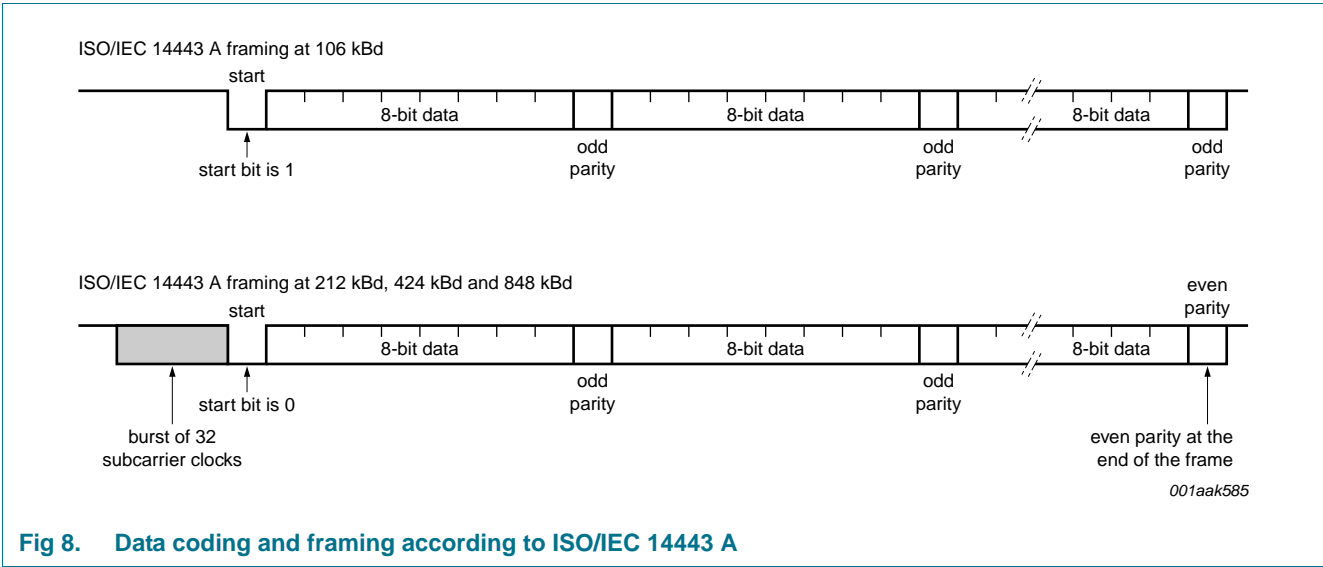 ISO/IEC 14443 A framing at 106 kBd
start
8-bit data 8-bit data 8-bit data
start bit is 1
odd
parity
odd
parity
odd
parity
ISO/IEC 14443 A framing at 212 kBd, 424 kBd and 848 kBd
start
even
parity
8-bit data 8-bit data 8-bit data
start bit is 0
odd
parity
odd
parity
burst of 32
subcarrier clocks
even parity at the
end of the frame
001aak585
Fig 8. Data coding and framing according to ISO/IEC 14443 A